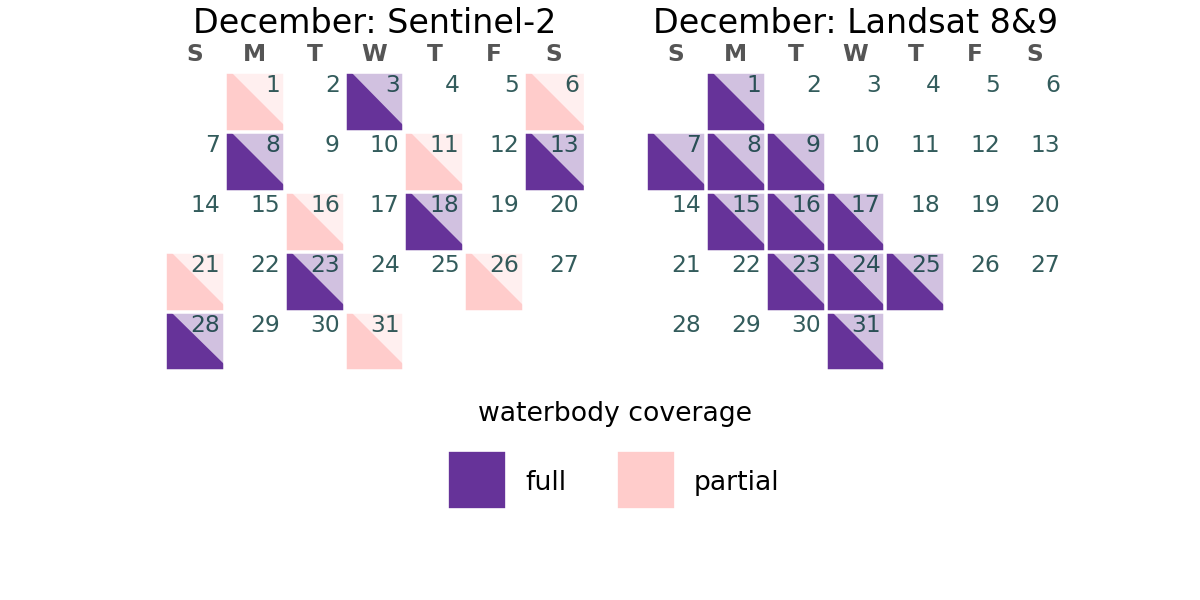 December: Sentinel-2
S M T W T F S
1 2 3 4 5 6
7 8 9 10 11 12 13
14 15 16 17 18 19 20
21 22 23 24 25 26 27
28 29 30 31
December: Landsat 8&9
S M T W T F S
1 2 3 4 5 6
7 8 9 10 11 12 13
14 15 16 17 18 19 20
21 22 23 24 25 26 27
28 29 30 31
waterbody coverage
full partial